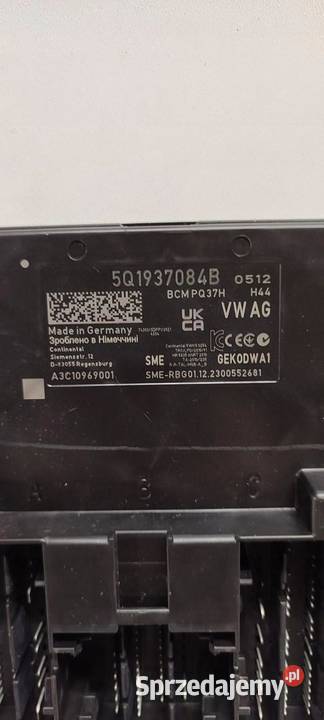 5Q1937084B 0512
BCM PQ37H H44
VW AG
UK
CA
Made in Germany
Зроблено в Німеччині
Continental
Siemensstr. 12
D-93055 Regensburg
SME
GEK0DWA1
A3C10969001 SME-RBG01.12.2300552681
A B C
Sprzedajemy.pl